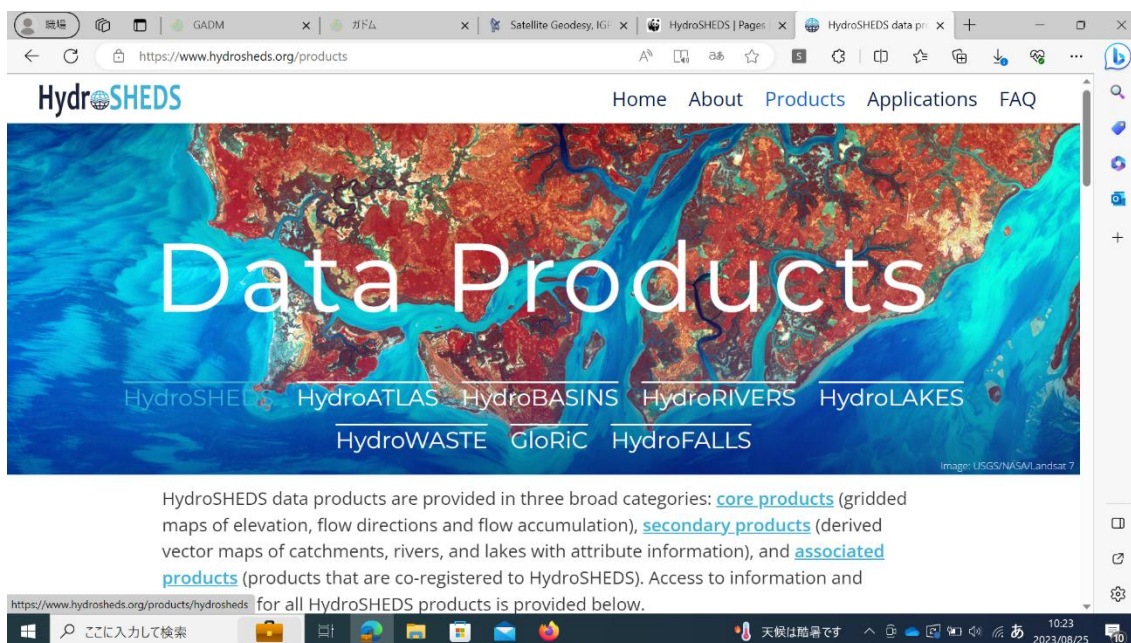 職場
GADM
ガドム
Satellite Geodesy, IGP
HydroSHEDS | Pages
HydroSHEDS data pro
https://www.hydrosheds.org/products
HydroSHEDS
Home About Products Applications FAQ
Data Products
HydroSHEDS HydroATLAS HydroBASINS HydroRIVERS HydroLAKES
HydroWASTE GloRiC HydroFALLS
Image: USGS/NASA/Landsat 7
HydroSHEDS data products are provided in three broad categories: core products (gridded
maps of elevation, flow directions and flow accumulation), secondary products (derived
vector maps of catchments, rivers, and lakes with attribute information), and associated
products (products that are co-registered to HydroSHEDS). Access to information and
https://www.hydrosheds.org/products/hydrosheds for all HydroSHEDS products is provided below.
ここに入力して検索
天候は酷暑です
あ
10:23
2023/08/25